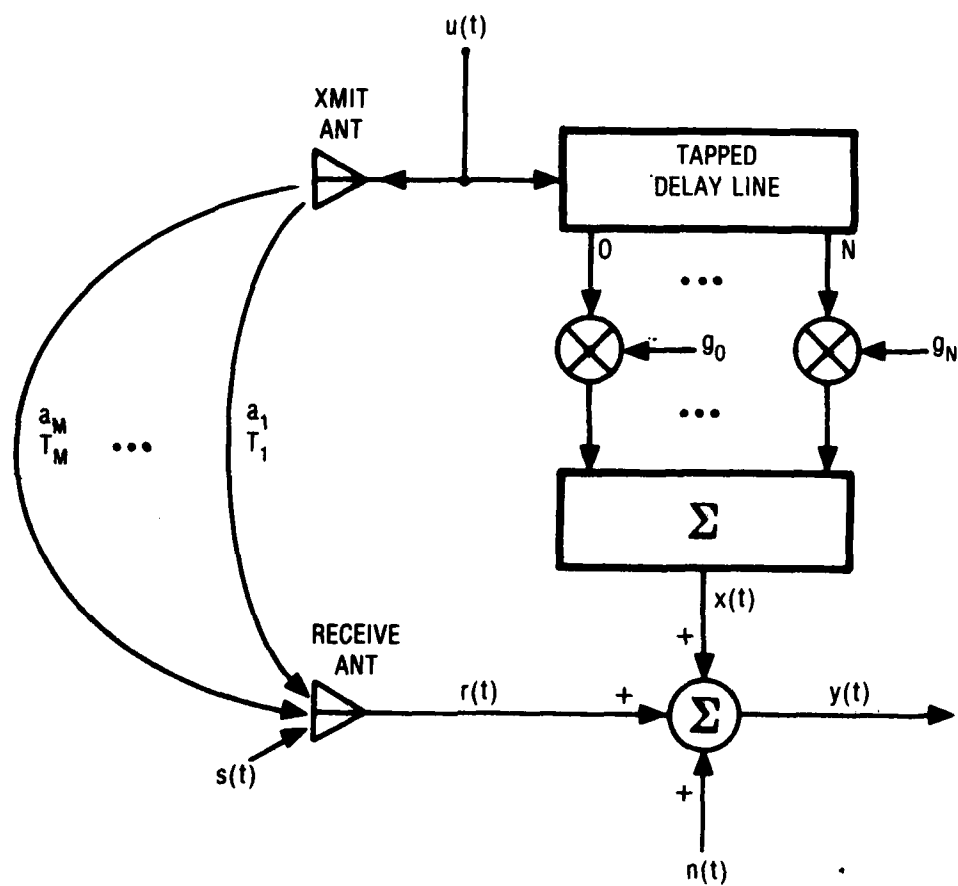 u(t)
XMIT
ANT
TAPPED
DELAY LINE
0
N
...
g0
gN
aM
TM
...
a1
T1
...
Σ
x(t)
RECEIVE
ANT
+
r(t)
+
Σ
y(t)
s(t)
+
n(t)